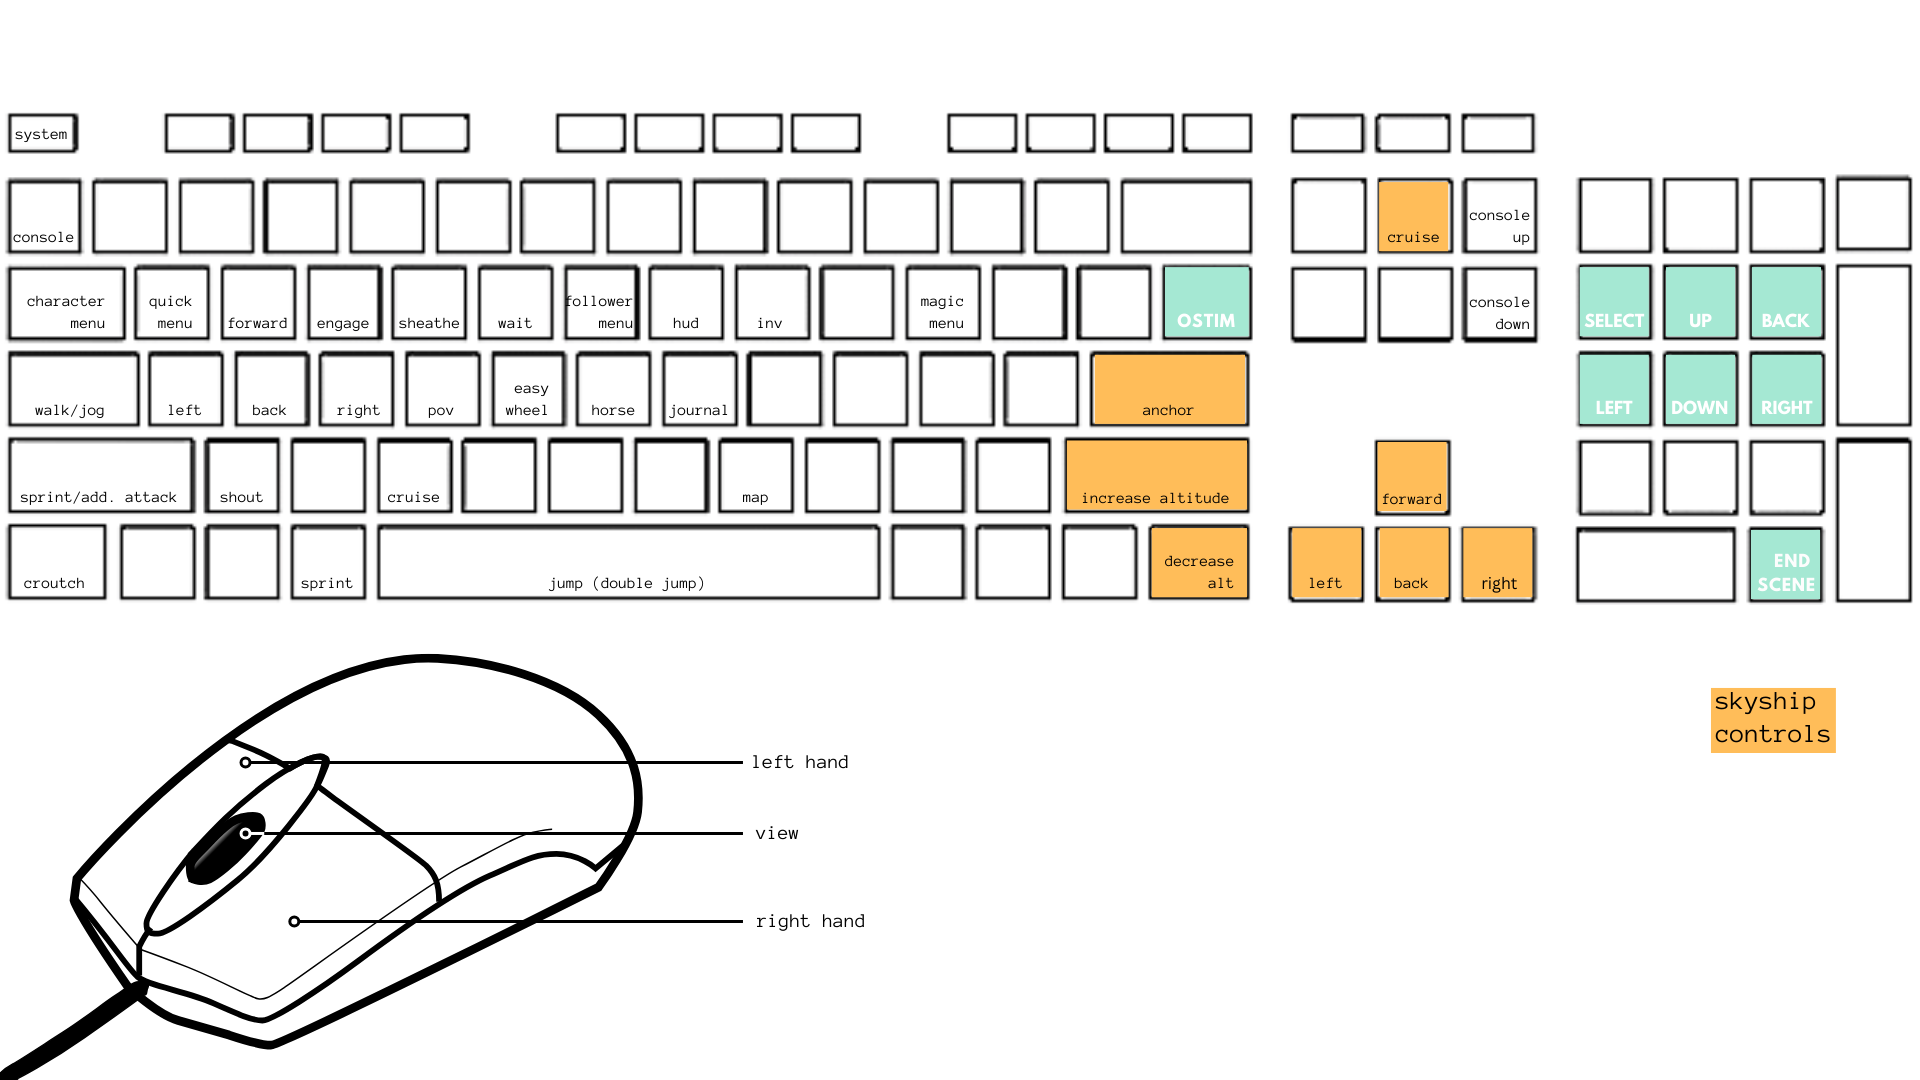 system
console
cruise
console
up
character
menu
quick
menu
forward
engage
sheathe
wait
follower
menu
hud
inv
magic
menu
OSTIM
console
down
SELECT
UP
BACK
walk/jog
left
back
right
pov
easy
wheel
horse
journal
anchor
LEFT
DOWN
RIGHT
sprint/add. attack
shout
cruise
map
increase altitude
forward
croutch
sprint
jump (double jump)
decrease
alt
left
back
right
END
SCENE
skyship
controls
left hand
view
right hand